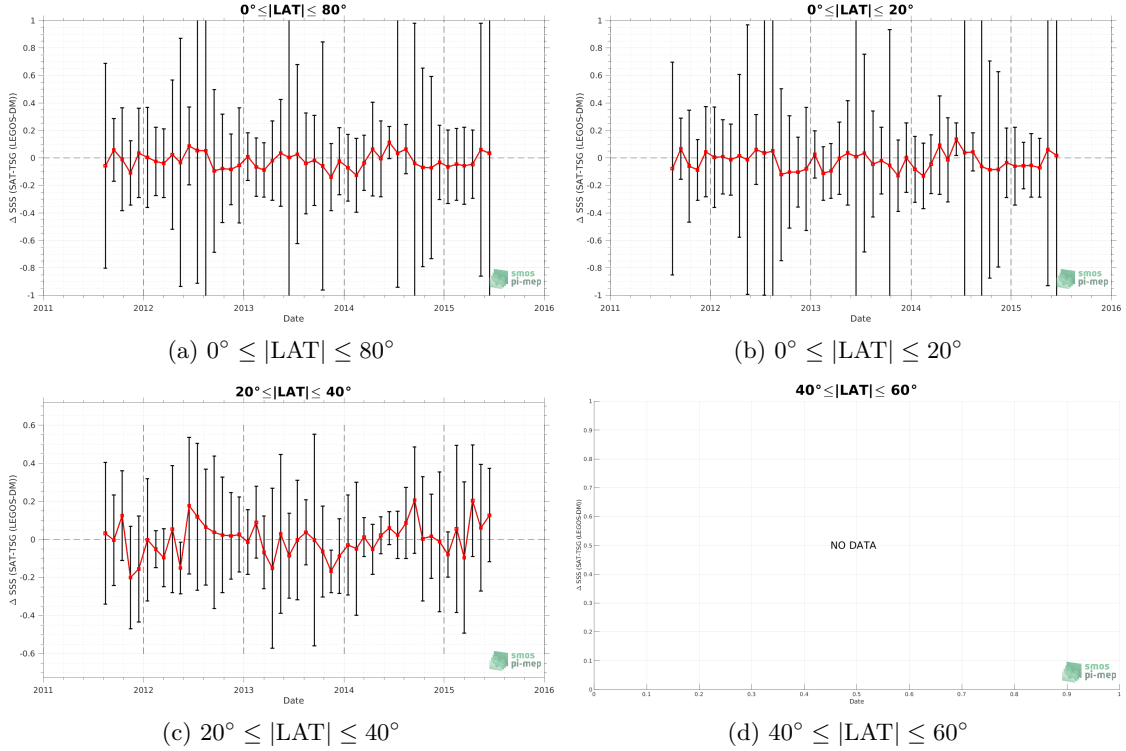 0°≤|LAT|≤ 80°
1
0.8
0.6
0.4
0.2
0
-0.2
-0.4
-0.6
-0.8
-1
Δ SSS (SAT-TSG (LEGOS-DM))
2011 2012 2013 2014 2015 2016
Date
smos
pi-mep
(a) 0° ≤ |LAT| ≤ 80°
0°≤|LAT|≤ 20°
1
0.8
0.6
0.4
0.2
0
-0.2
-0.4
-0.6
-0.8
-1
Δ SSS (SAT-TSG (LEGOS-DM))
2011 2012 2013 2014 2015 2016
Date
smos
pi-mep
(b) 0° ≤ |LAT| ≤ 20°
20°≤|LAT|≤ 40°
0.6
0.4
0.2
0
-0.2
-0.4
-0.6
Δ SSS (SAT-TSG (LEGOS-DM))
2011 2012 2013 2014 2015 2016
Date
smos
pi-mep
(c) 20° ≤ |LAT| ≤ 40°
40°≤|LAT|≤ 60°
1
0.9
0.8
0.7
0.6
0.5
0.4
0.3
0.2
0.1
0
Δ SSS (SAT-TSG (LEGOS-DM))
NO DATA
0 0.1 0.2 0.3 0.4 0.5 0.6 0.7 0.8 0.9 1
Date
smos
pi-mep
(d) 40° ≤ |LAT| ≤ 60°